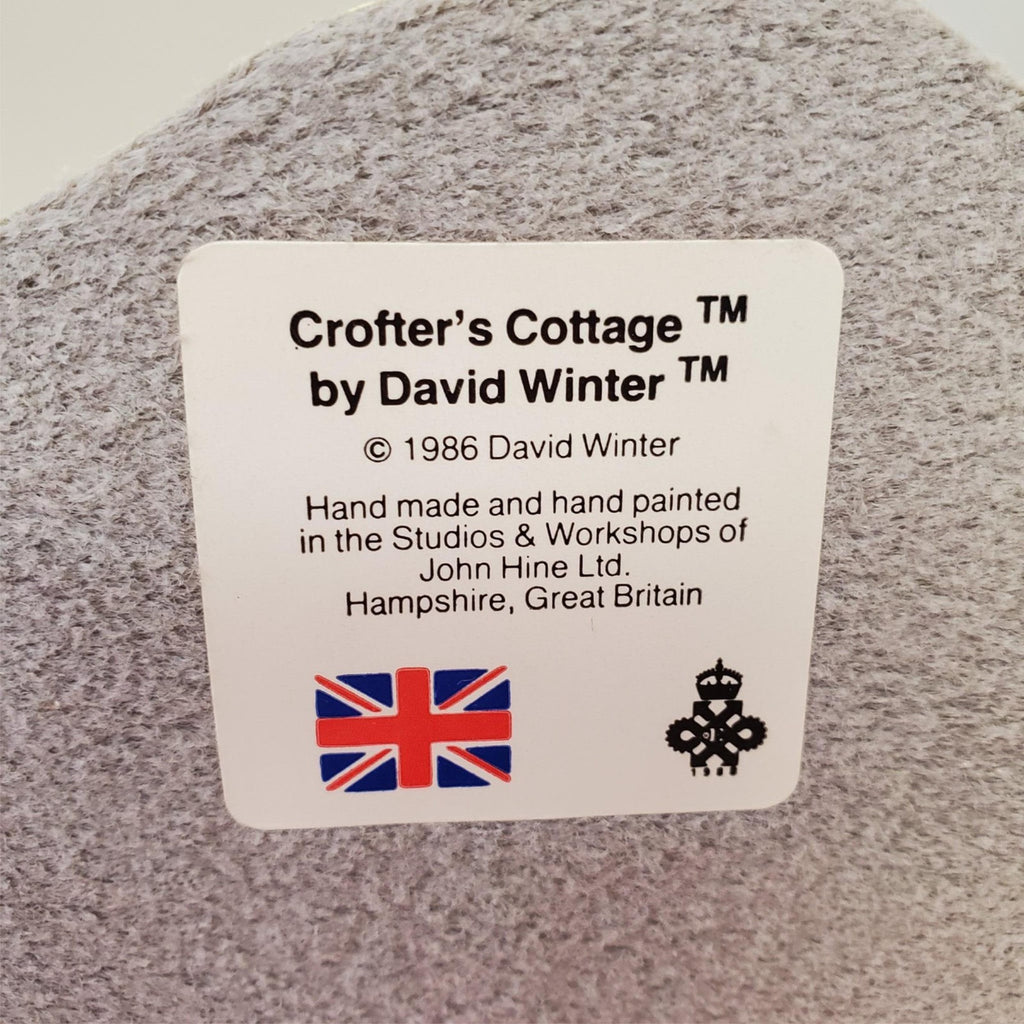 Crofter's Cottage ™
by David Winter ™
© 1986 David Winter
Hand made and hand painted
in the Studios & Workshops of
John Hine Ltd.
Hampshire, Great Britain